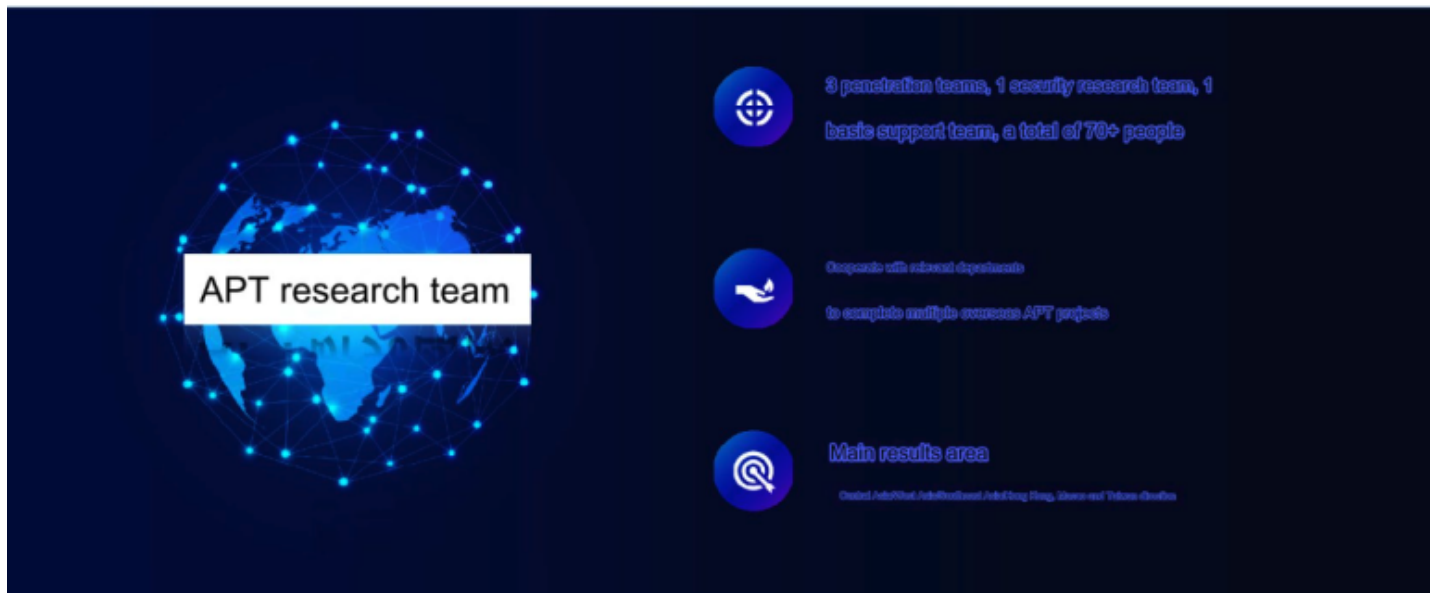 APT research team
3 penetration teams, 1 security research team, 1
basic support team, a total of 70+ people
Cooperate with relevant departments
to complete multiple overseas APT projects
Main results area
Central Asia/West Asia/Southeast Asia/Hong Kong, Macao and Taiwan direction